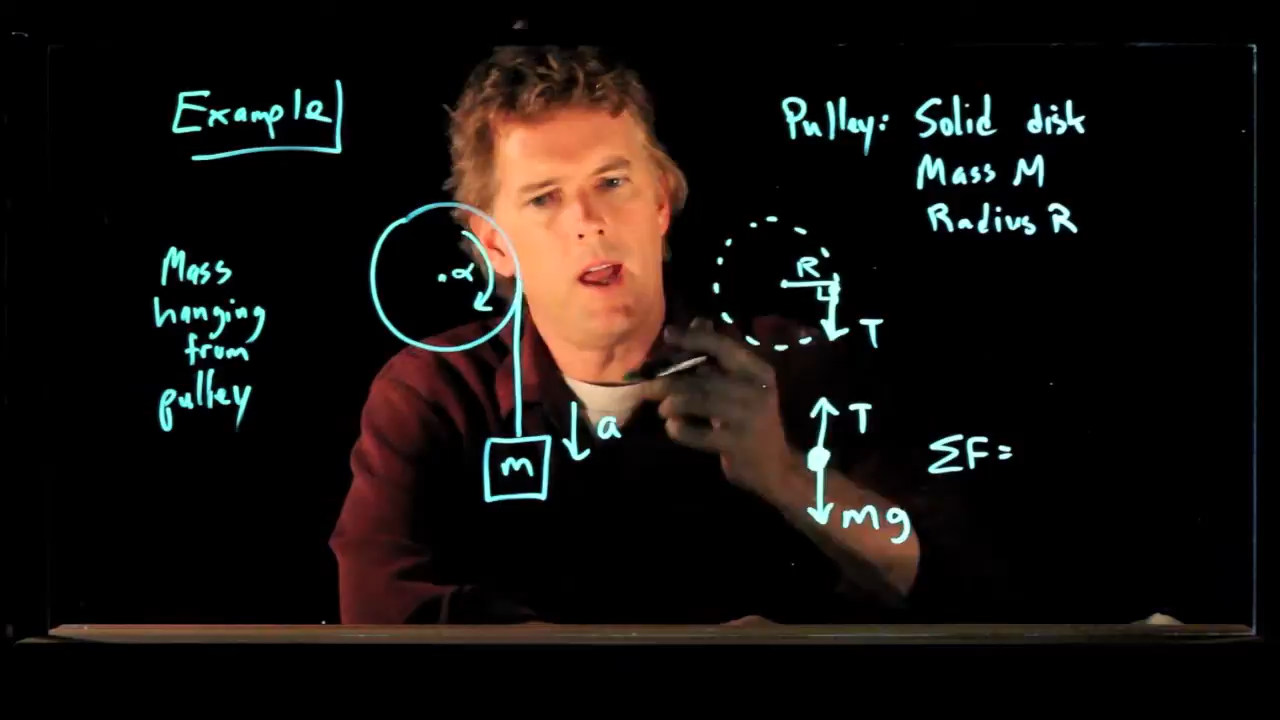 Example
Pulley: Solid disk
Mass M
Radius R
Mass
hanging
from
pulley
α
R
T
a
m
T
mg
ΣF=